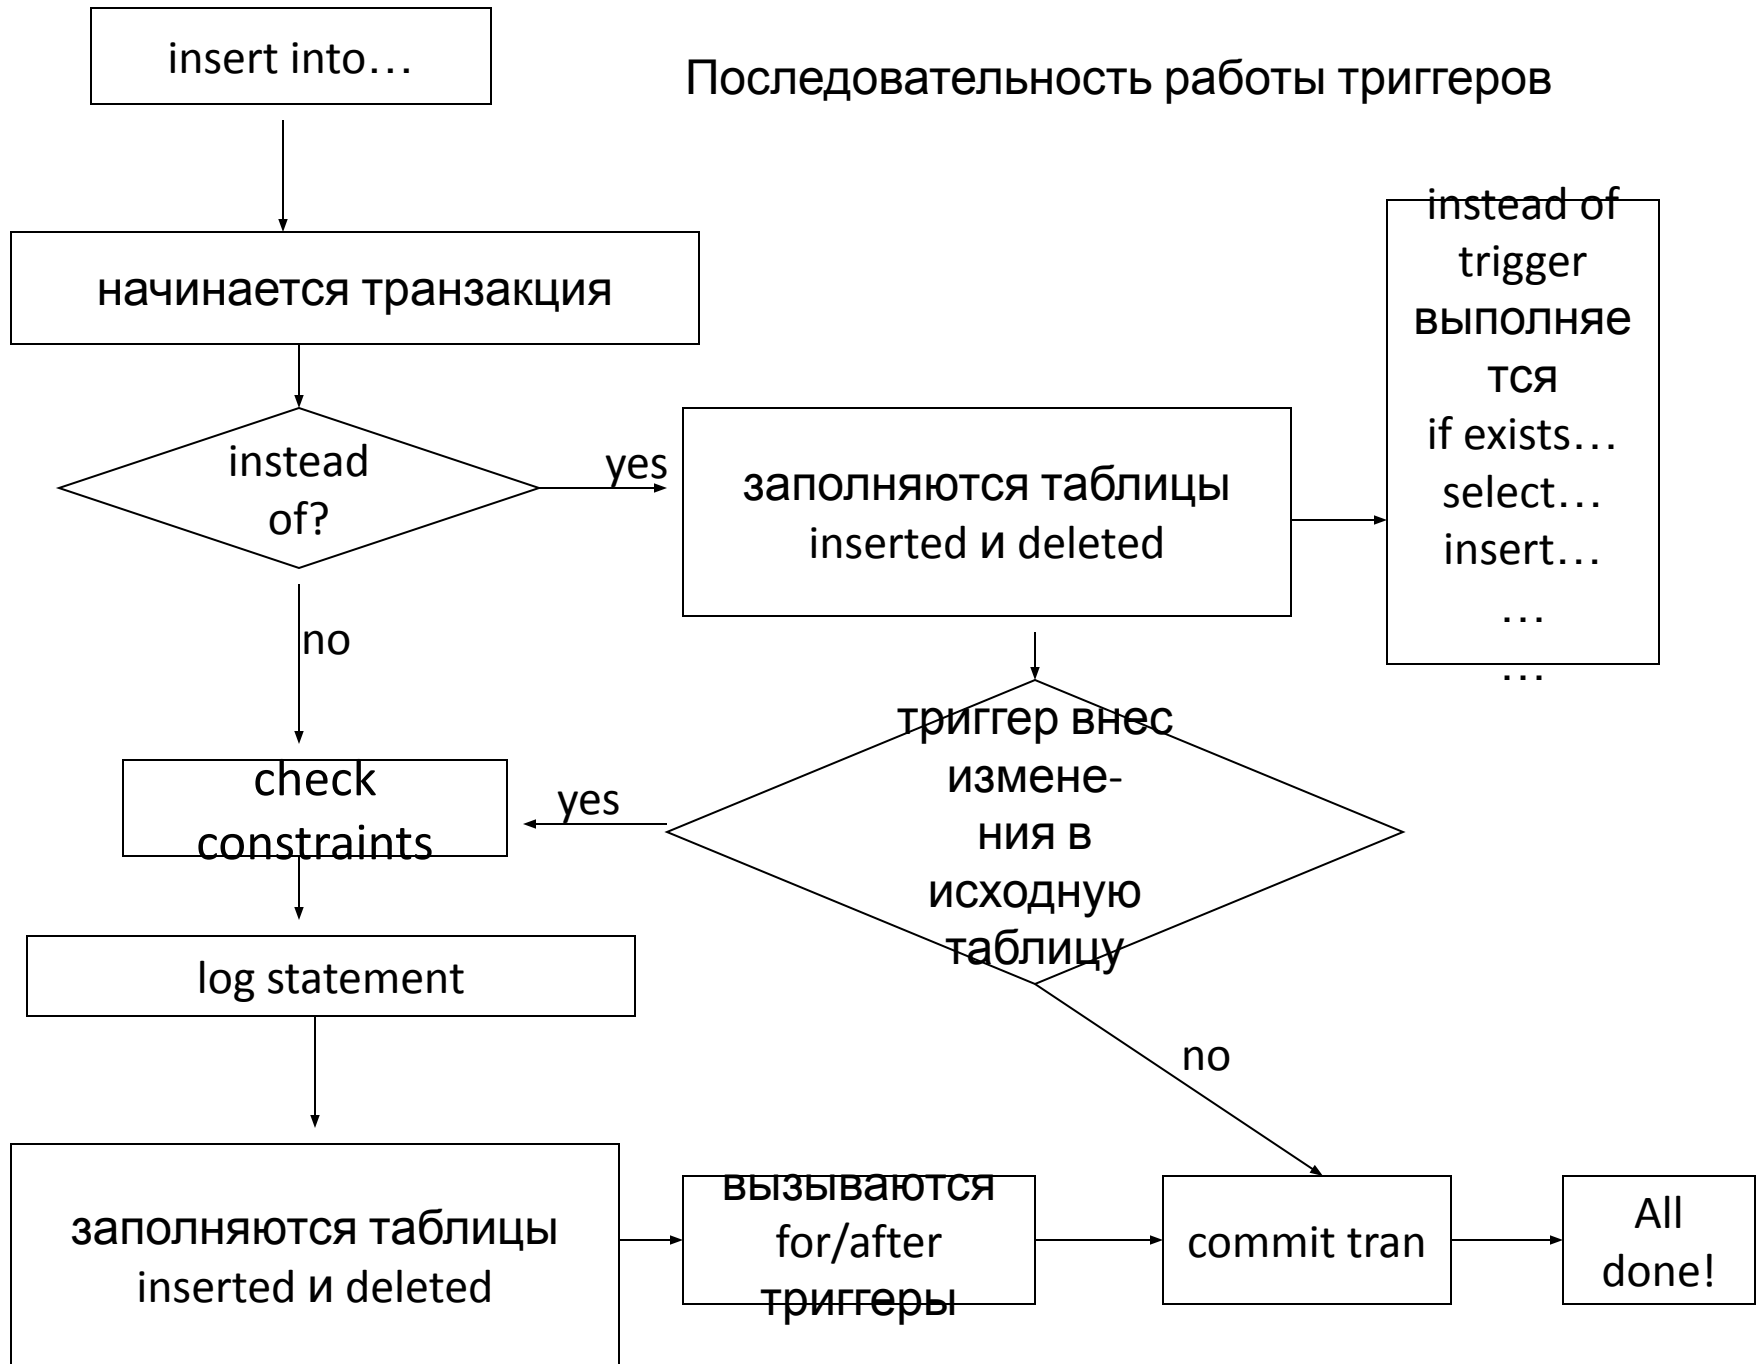 insert into…
Последовательность работы триггеров
начинается транзакция
instead
of?
yes
заполняются таблицы
inserted и deleted
instead of
trigger
выполняе
тся
if exists…
select…
insert…
…
…
no
триггер внес
измене-
ния в
исходную
таблицу
yes
check
constraints
log statement
no
заполняются таблицы
inserted и deleted
вызываются
for/after
триггеры
commit tran
All
done!